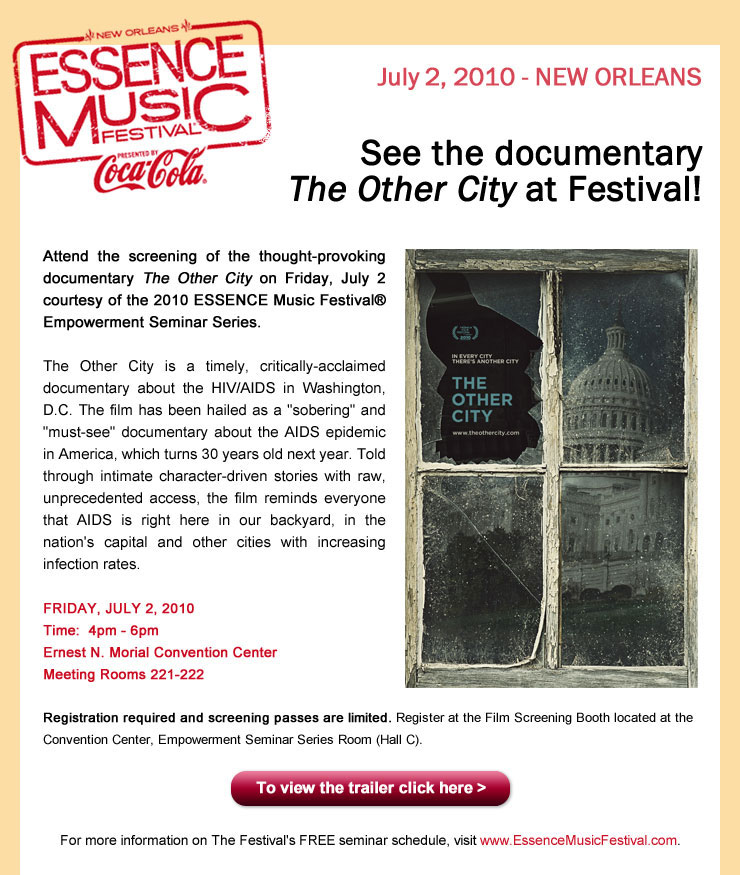 NEW ORLEANS
ESSENCE
MUSIC
FESTIVAL®
PRESENTED BY
Coca-Cola®
July 2, 2010 - NEW ORLEANS
See the documentary
The Other City at Festival!
Attend the screening of the thought-provoking
documentary The Other City on Friday, July 2
courtesy of the 2010 ESSENCE Music Festival®
Empowerment Seminar Series.
The Other City is a timely, critically-acclaimed
documentary about the HIV/AIDS in Washington,
D.C. The film has been hailed as a "sobering" and
"must-see" documentary about the AIDS epidemic
in America, which turns 30 years old next year. Told
through intimate character-driven stories with raw,
unprecedented access, the film reminds everyone
that AIDS is right here in our backyard, in the
nation's capital and other cities with increasing
infection rates.
FRIDAY, JULY 2, 2010
Time: 4pm - 6pm
Ernest N. Morial Convention Center
Meeting Rooms 221-222
IN EVERY CITY
THERE'S ANOTHER CITY
THE
OTHER
CITY
www.theothercity.com
Registration required and screening passes are limited. Register at the Film Screening Booth located at the
Convention Center, Empowerment Seminar Series Room (Hall C).
To view the trailer click here >
For more information on The Festival's FREE seminar schedule, visit www.EssenceMusicFestival.com.